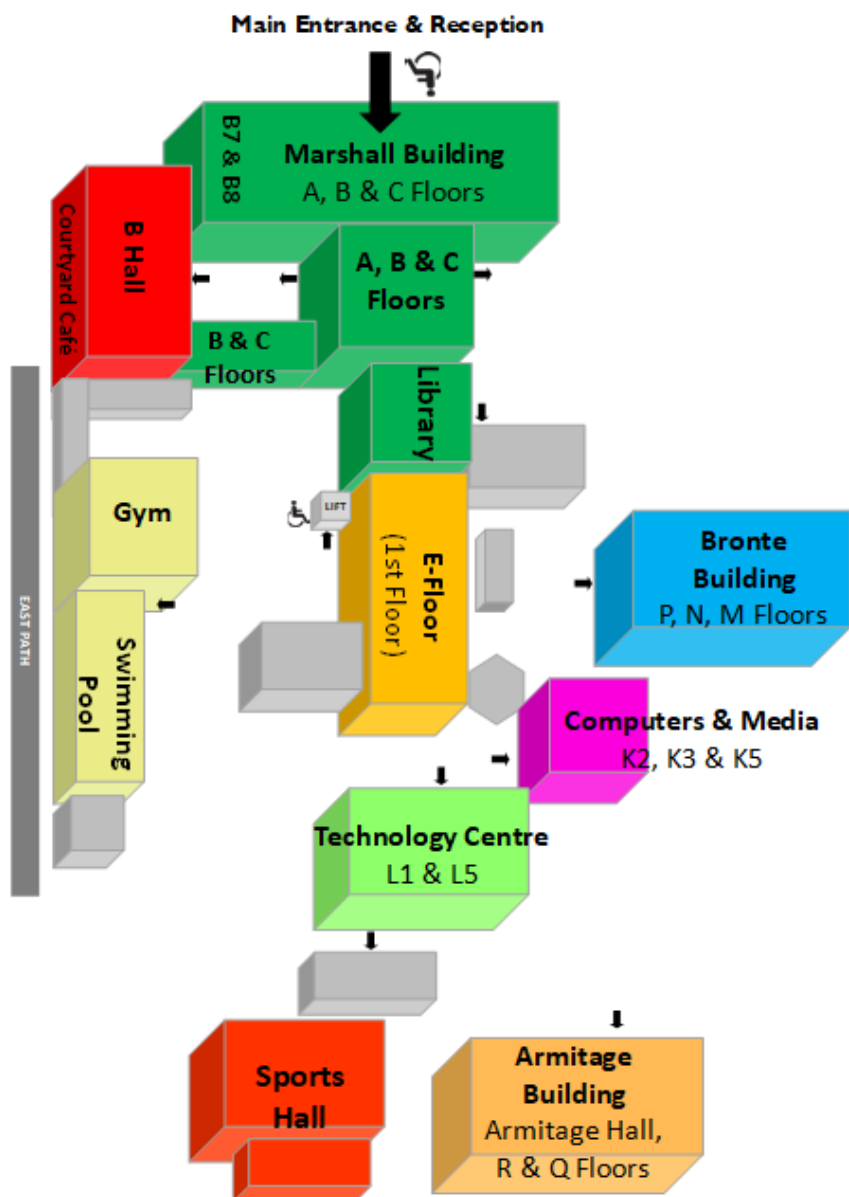 Main Entrance & Reception
B7 & B8
Marshall Building
A, B & C Floors
B Hall
Courtyard Café
A, B & C
Floors
B & C
Floors
Library
LIFT
Gym
E-Floor
(1st Floor)
Bronte
Building
P, N, M Floors
EAST PATH
Swimming
Pool
Computers & Media
K2, K3 & K5
Technology Centre
L1 & L5
Sports
Hall
Armitage
Building
Armitage Hall,
R & Q Floors